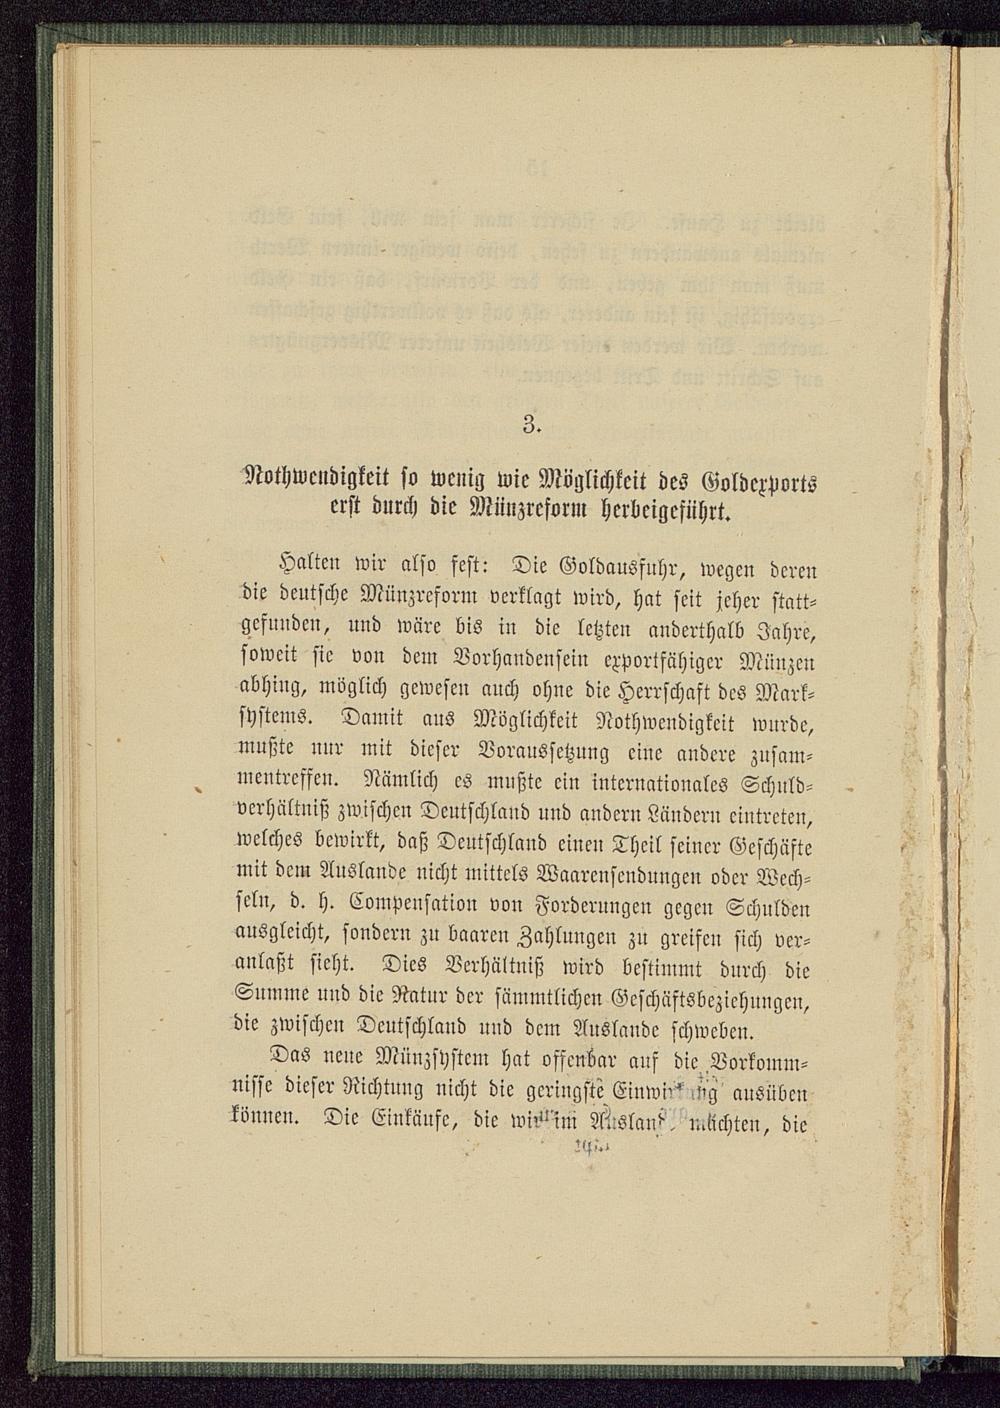 3.
Nothwendigkeit so wenig wie Möglichkeit des Goldexports
erst durch die Münzreform herbeigeführt.
Halten wir also fest: Die Goldausfuhr, wegen deren
die deutsche Münzreform verklagt wird, hat seit jeher statt-
gefunden, und wäre bis in die letzten anderthalb Jahre,
soweit sie von dem Vorhandensein exportfähiger Münzen
abhing, möglich gewesen auch ohne die Herrschaft des Mark-
systems. Damit aus Möglichkeit Nothwendigkeit wurde,
mußte nur mit dieser Voraussetzung eine andere zusam-
mentreffen. Nämlich es mußte ein internationales Schuld-
verhältniß zwischen Deutschland und andern Ländern eintreten,
welches bewirkt, daß Deutschland einen Theil seiner Geschäfte
mit dem Auslande nicht mittels Waarensendungen oder Wech-
seln, d. h. Compensation von Forderungen gegen Schulden
ausgleicht, sondern zu baaren Zahlungen zu greifen sich ver-
anlaßt sieht. Dies Verhältniß wird bestimmt durch die
Summe und die Natur der sämmtlichen Geschäftsbeziehungen,
die zwischen Deutschland und dem Auslande schweben.
Das neue Münzsystem hat offenbar auf die Vorkomm-
nisse dieser Richtung nicht die geringste Einwirkung ausüben
können. Die Einkäufe, die wir im Ausland machten, die